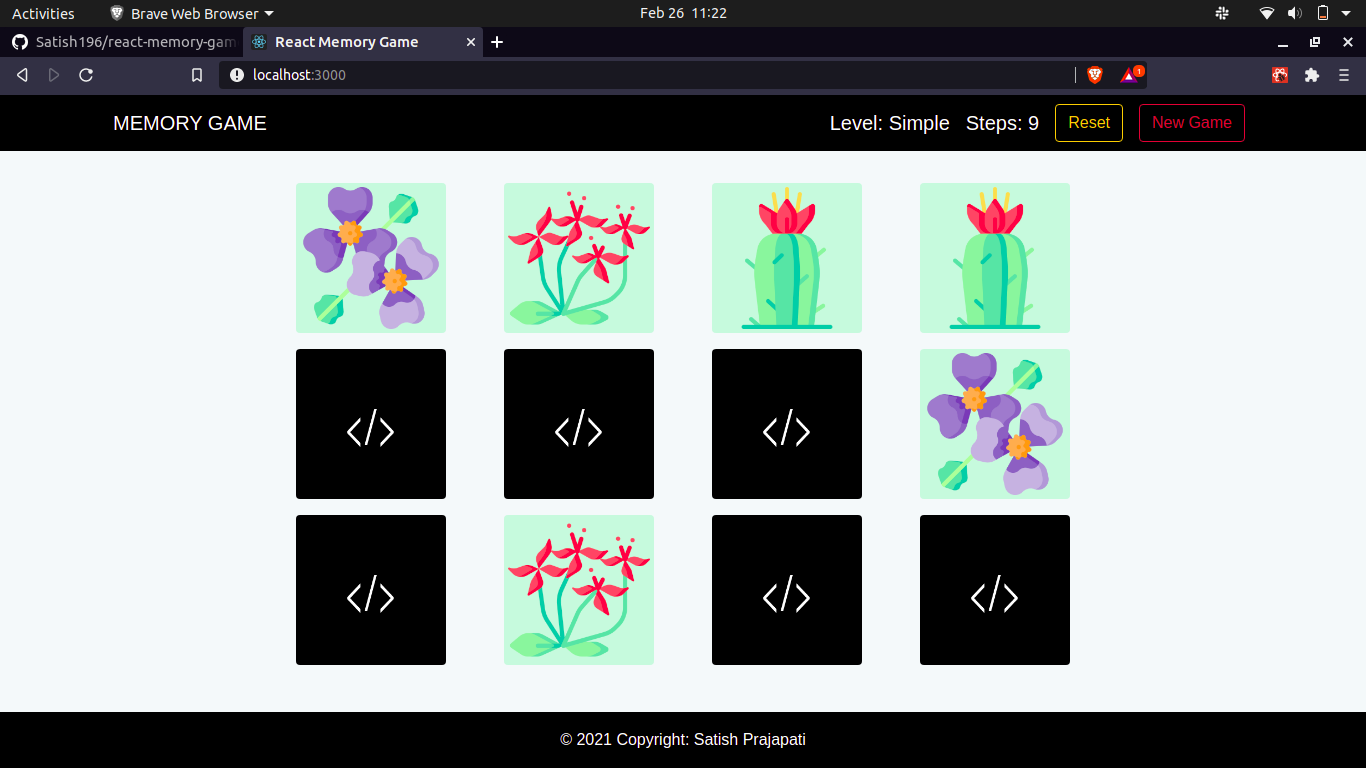 Activities Brave Web Browser Feb 26 11:22
Satish196/react-memory-gam React Memory Game
localhost:3000 1
MEMORY GAME Level: Simple Steps: 9 Reset New Game
</>
</>
</>
</>
</>
</>
© 2021 Copyright: Satish Prajapati